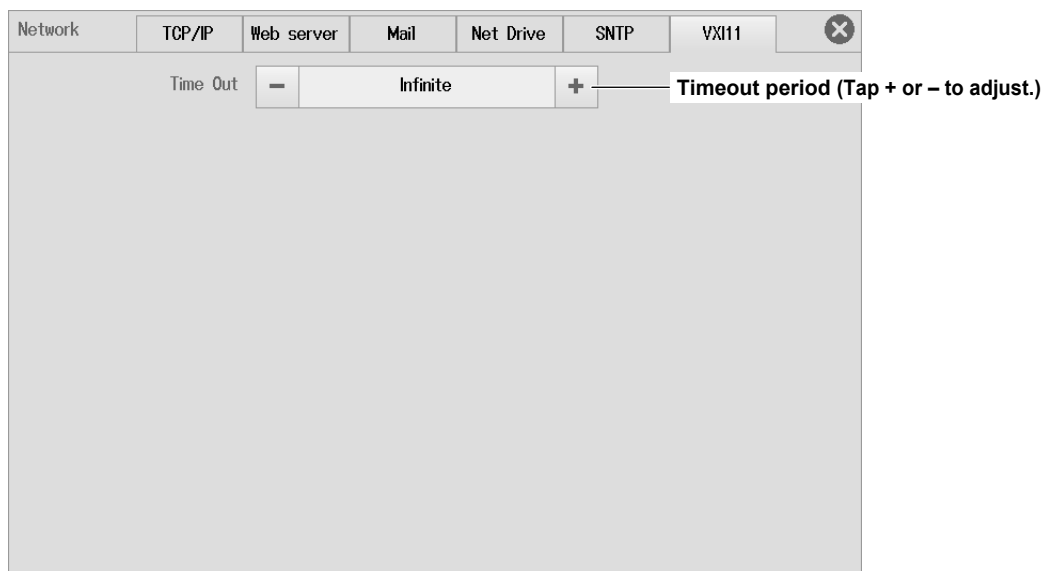 Network TCP/IP Web server Mail Net Drive SNTP VXI11
Time Out − Infinite + Timeout period (Tap + or – to adjust.)